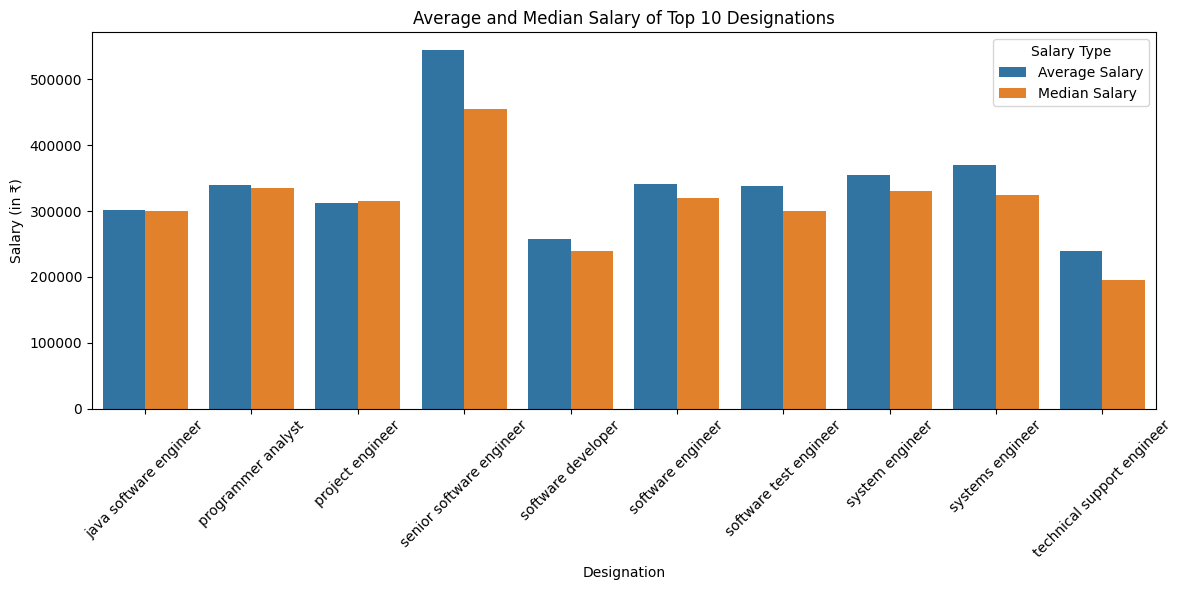 Average and Median Salary of Top 10 Designations
Salary Type
Average Salary
Median Salary
Salary (in ₹)
500000
400000
300000
200000
100000
0
java software engineer
programmer analyst
project engineer
senior software engineer
software developer
software engineer
software test engineer
system engineer
systems engineer
technical support engineer
Designation